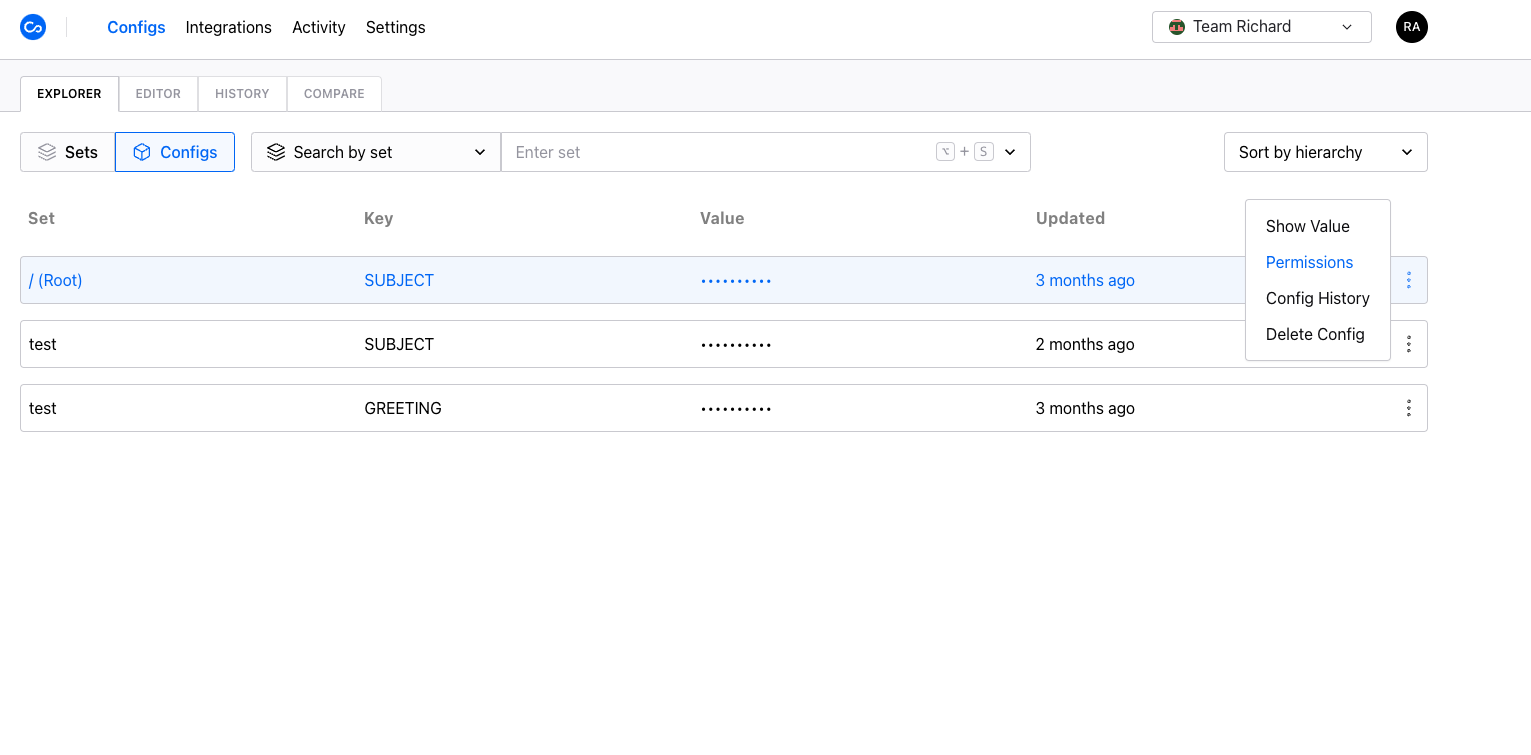 Configs Integrations Activity Settings Team Richard RA
EXPLORER EDITOR HISTORY COMPARE
Sets Configs Search by set Enter set ⌥ + S Sort by hierarchy
Set Key Value Updated
Show Value
Permissions
Config History
Delete Config
/ (Root) SUBJECT •••••••••• 3 months ago
test SUBJECT •••••••••• 2 months ago
test GREETING •••••••••• 3 months ago